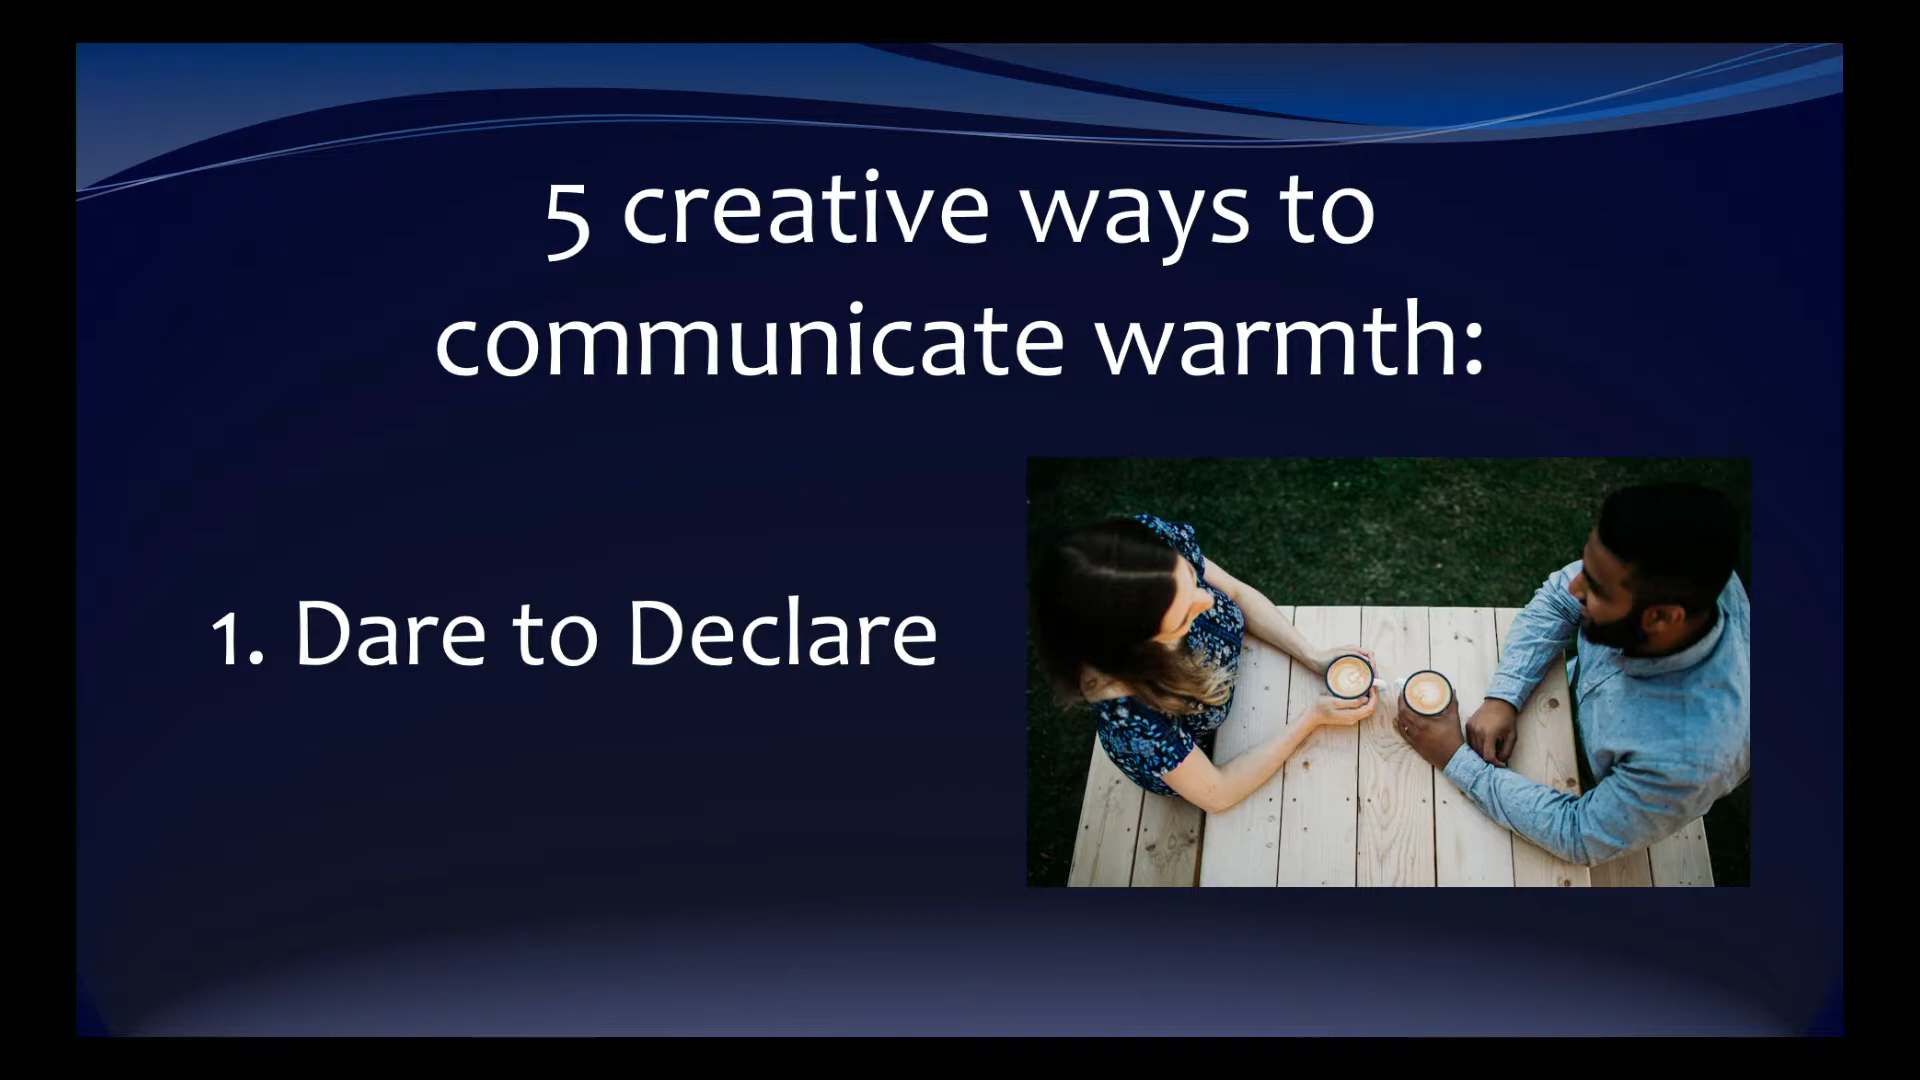 5 creative ways to
communicate warmth:
1. Dare to Declare